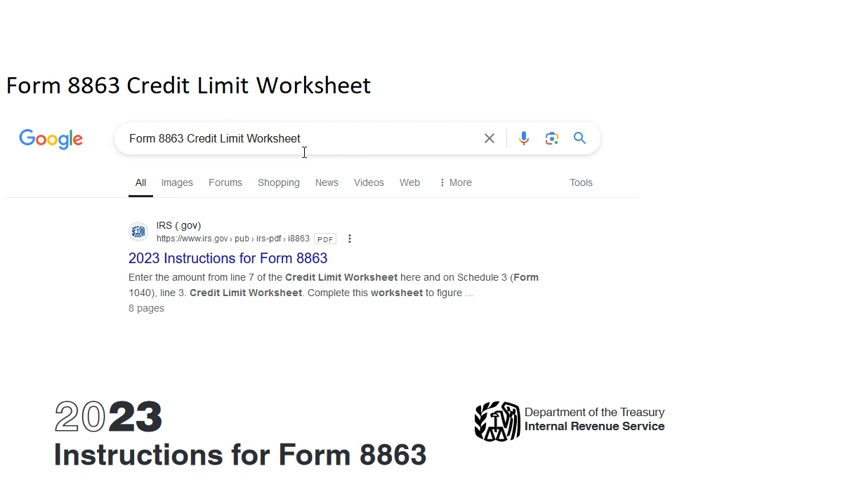 Form 8863 Credit Limit Worksheet
Google
Form 8863 Credit Limit Worksheet
All Images Forums Shopping News Videos Web More Tools
IRS (.gov)
https://www.irs.gov › pub › irs-pdf › i8863 PDF
2023 Instructions for Form 8863
Enter the amount from line 7 of the Credit Limit Worksheet here and on Schedule 3 (Form
1040), line 3. Credit Limit Worksheet. Complete this worksheet to figure ...
8 pages
2023
Department of the Treasury
Internal Revenue Service
Instructions for Form 8863